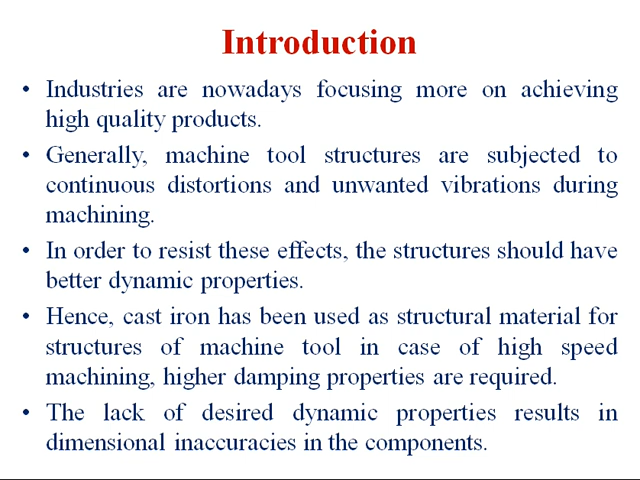 Introduction
• Industries are nowadays focusing more on achieving
high quality products.
• Generally, machine tool structures are subjected to
continuous distortions and unwanted vibrations during
machining.
• In order to resist these effects, the structures should have
better dynamic properties.
• Hence, cast iron has been used as structural material for
structures of machine tool in case of high speed
machining, higher damping properties are required.
• The lack of desired dynamic properties results in
dimensional inaccuracies in the components.